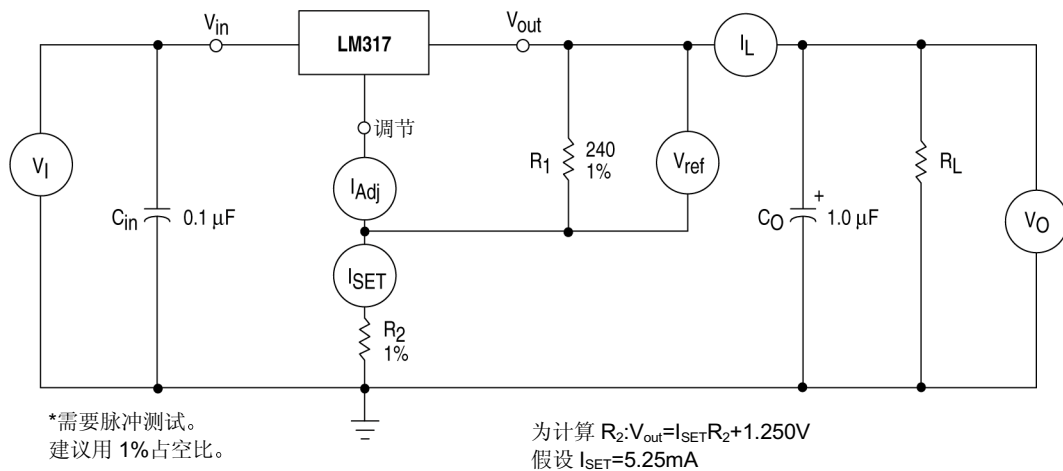 Vin
LM317
Vout
IL
调节
VI
Cin
0.1 μF
IAdj
R1
240
1%
Vref
CO
+
1.0 μF
RL
VO
ISET
R2
1%
*需要脉冲测试。
建议用 1%占空比。
为计算 R2:Vout=ISETR2+1.250V
假设 ISET=5.25mA